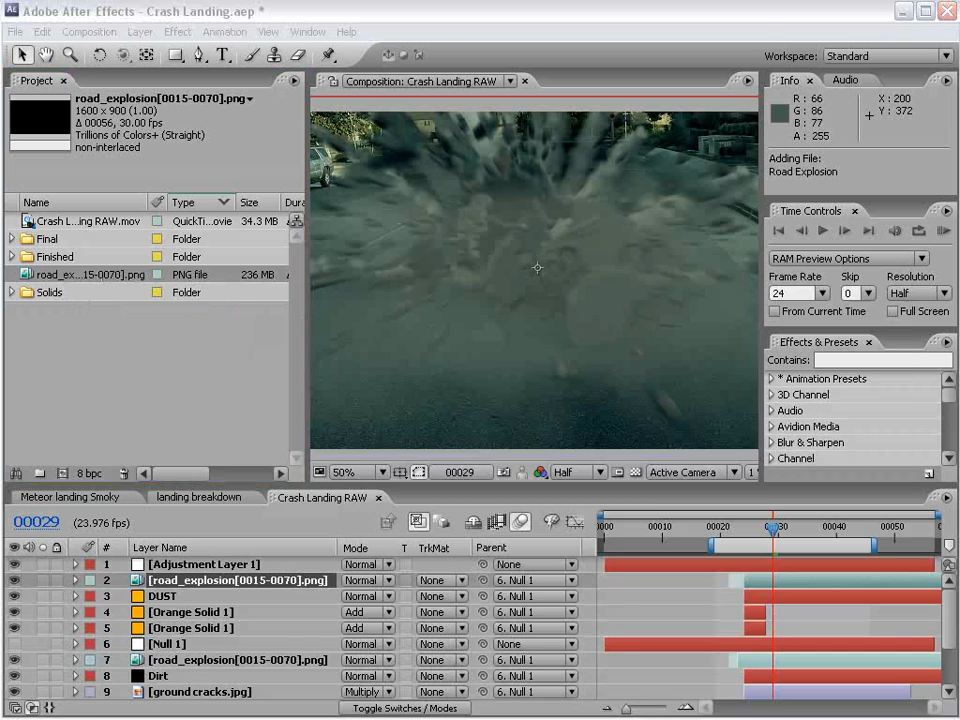 Adobe After Effects - Crash Landing.aep *
File Edit Composition Layer Effect Animation View Window Help
Workspace: Standard
Project
road_explosion[0015-0070].png
1600 x 900 (1.00)
Δ 00056, 30.00 fps
Trillions of Colors+ (Straight)
non-interlaced
Name Type Size Dura
Crash L...ing RAW.mov QuickTi...ovie 34.3 MB
Final Folder
Finished Folder
road_ex...15-0070].png PNG file 236 MB
Solids Folder
8 bpc
Composition: Crash Landing RAW
50% 00029 Half Active Camera 1
Info Audio
R : 66 X : 200
G : 86 Y : 372
B : 77
A : 255
Adding File:
Road Explosion
Time Controls
RAM Preview Options
Frame Rate Skip Resolution
24 0 Half
From Current Time Full Screen
Effects & Presets
Contains:
* Animation Presets
3D Channel
Audio
Avidion Media
Blur & Sharpen
Channel
Meteor landing Smoky landing breakdown Crash Landing RAW
00029 (23.976 fps)
0000 00010 00020 00030 00040 00050
# Layer Name Mode T TrkMat Parent
1 [Adjustment Layer 1] Normal None
2 [road_explosion[0015-0070].png] Normal None 6. Null 1
3 DUST Normal None 6. Null 1
4 [Orange Solid 1] Add None 6. Null 1
5 [Orange Solid 1] Add None 6. Null 1
6 [Null 1] Normal None None
7 [road_explosion[0015-0070].png] Normal None 6. Null 1
8 Dirt Normal None 6. Null 1
9 [ground cracks.jpg] Multiply None 6. Null 1
Toggle Switches / Modes